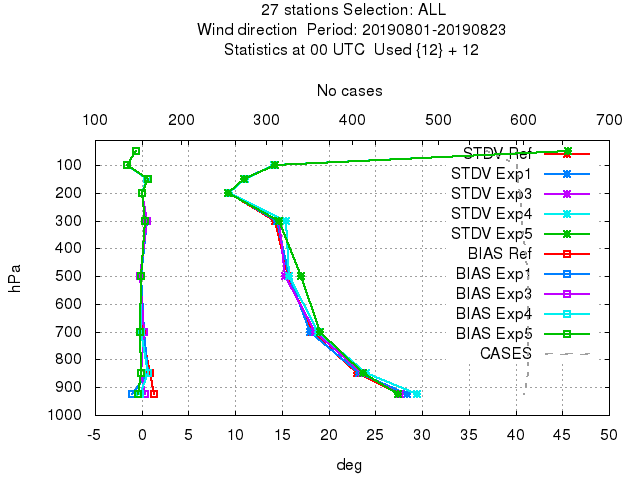 27 stations Selection: ALL
Wind direction  Period: 20190801-20190823
Statistics at 00 UTC  Used {12} + 12
No cases
100 200 300 400 500 600 700
STDV Ref
100
STDV Exp1
200
STDV Exp3
STDV Exp4
300
STDV Exp5
400
BIAS Ref
hPa
500
BIAS Exp1
BIAS Exp3
600
BIAS Exp4
700
BIAS Exp5
800
CASES
900
1000
-5 0 5 10 15 20 25 30 35 40 45 50
deg